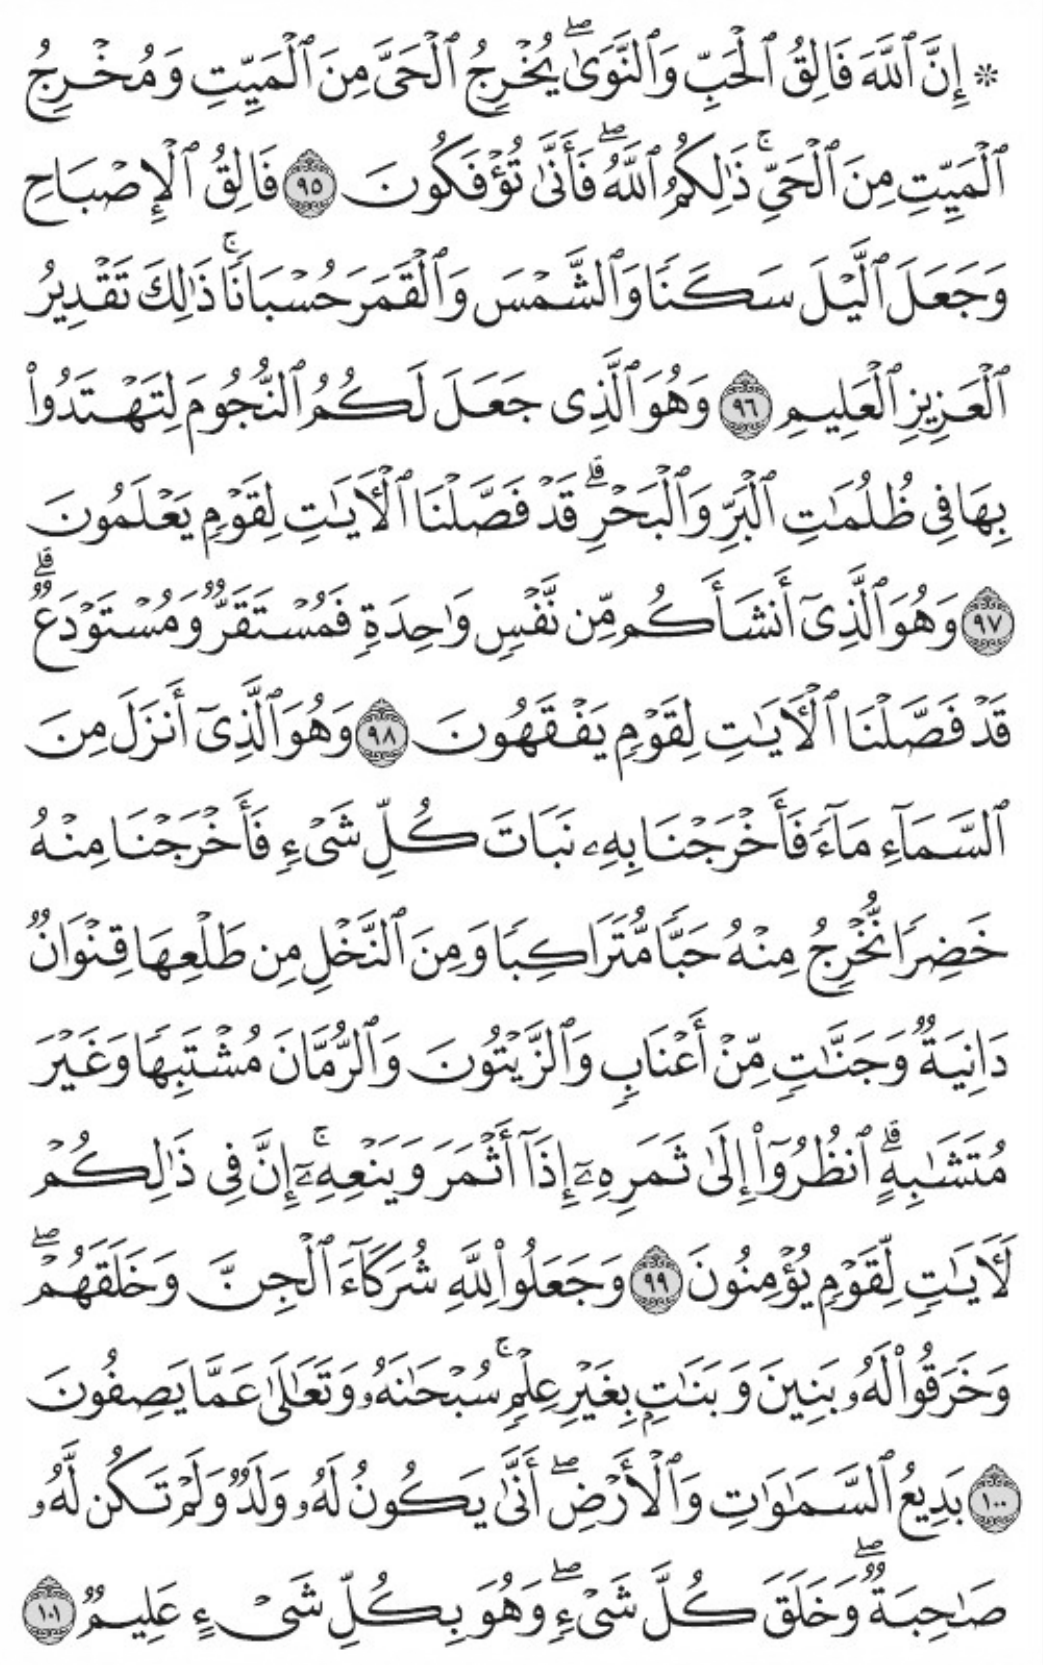 ۞ إِنَّ ٱللَّهَ فَالِقُ ٱلْحَبِّ وَٱلنَّوَىٰۖ يُخْرِجُ ٱلْحَيَّ مِنَ ٱلْمَيِّتِ وَمُخْرِجُ
ٱلْمَيِّتِ مِنَ ٱلْحَيِّۚ ذَٰلِكُمُ ٱللَّهُۖ فَأَنَّىٰ تُؤْفَكُونَ ٩٥ فَالِقُ ٱلْإِصْبَاحِ
وَجَعَلَ ٱلَّيْلَ سَكَنًا وَٱلشَّمْسَ وَٱلْقَمَرَ حُسْبَانًاۚ ذَٰلِكَ تَقْدِيرُ
ٱلْعَزِيزِ ٱلْعَلِيمِ ٩٦ وَهُوَ ٱلَّذِى جَعَلَ لَكُمُ ٱلنُّجُومَ لِتَهْتَدُوا۟
بِهَا فِى ظُلُمَٰتِ ٱلْبَرِّ وَٱلْبَحْرِۗ قَدْ فَصَّلْنَا ٱلْأَيَٰتِ لِقَوْمٍ يَعْلَمُونَ
٩٧ وَهُوَ ٱلَّذِىٓ أَنشَأَكُم مِّن نَّفْسٍ وَٰحِدَةٍ فَمُسْتَقَرٌّ وَمُسْتَوْدَعٌۗ
قَدْ فَصَّلْنَا ٱلْأَيَٰتِ لِقَوْمٍ يَفْقَهُونَ ٩٨ وَهُوَ ٱلَّذِىٓ أَنزَلَ مِنَ
ٱلسَّمَآءِ مَآءً فَأَخْرَجْنَا بِهِۦ نَبَاتَ كُلِّ شَىْءٍ فَأَخْرَجْنَا مِنْهُ
خَضِرًا نُّخْرِجُ مِنْهُ حَبًّا مُّتَرَاكِبًا وَمِنَ ٱلنَّخْلِ مِن طَلْعِهَا قِنْوَانٌ
دَانِيَةٌ وَجَنَّٰتٍ مِّنْ أَعْنَابٍ وَٱلزَّيْتُونَ وَٱلرُّمَّانَ مُشْتَبِهًا وَغَيْرَ
مُتَشَٰبِهٍۗ ٱنظُرُوٓا۟ إِلَىٰ ثَمَرِهِۦٓ إِذَآ أَثْمَرَ وَيَنْعِهِۦٓۚ إِنَّ فِى ذَٰلِكُمْ
لَأَيَٰتٍ لِّقَوْمٍ يُؤْمِنُونَ ٩٩ وَجَعَلُوا۟ لِلَّهِ شُرَكَآءَ ٱلْجِنَّ وَخَلَقَهُمْۖ
وَخَرَقُوا۟ لَهُۥ بَنِينَ وَبَنَٰتٍۭ بِغَيْرِ عِلْمٍۚ سُبْحَٰنَهُۥ وَتَعَٰلَىٰ عَمَّا يَصِفُونَ
١٠٠ بَدِيعُ ٱلسَّمَٰوَٰتِ وَٱلْأَرْضِۖ أَنَّىٰ يَكُونُ لَهُۥ وَلَدٌ وَلَمْ تَكُن لَّهُۥ
صَٰحِبَةٌۖ وَخَلَقَ كُلَّ شَىْءٍۖ وَهُوَ بِكُلِّ شَىْءٍ عَلِيمٌ ١٠١